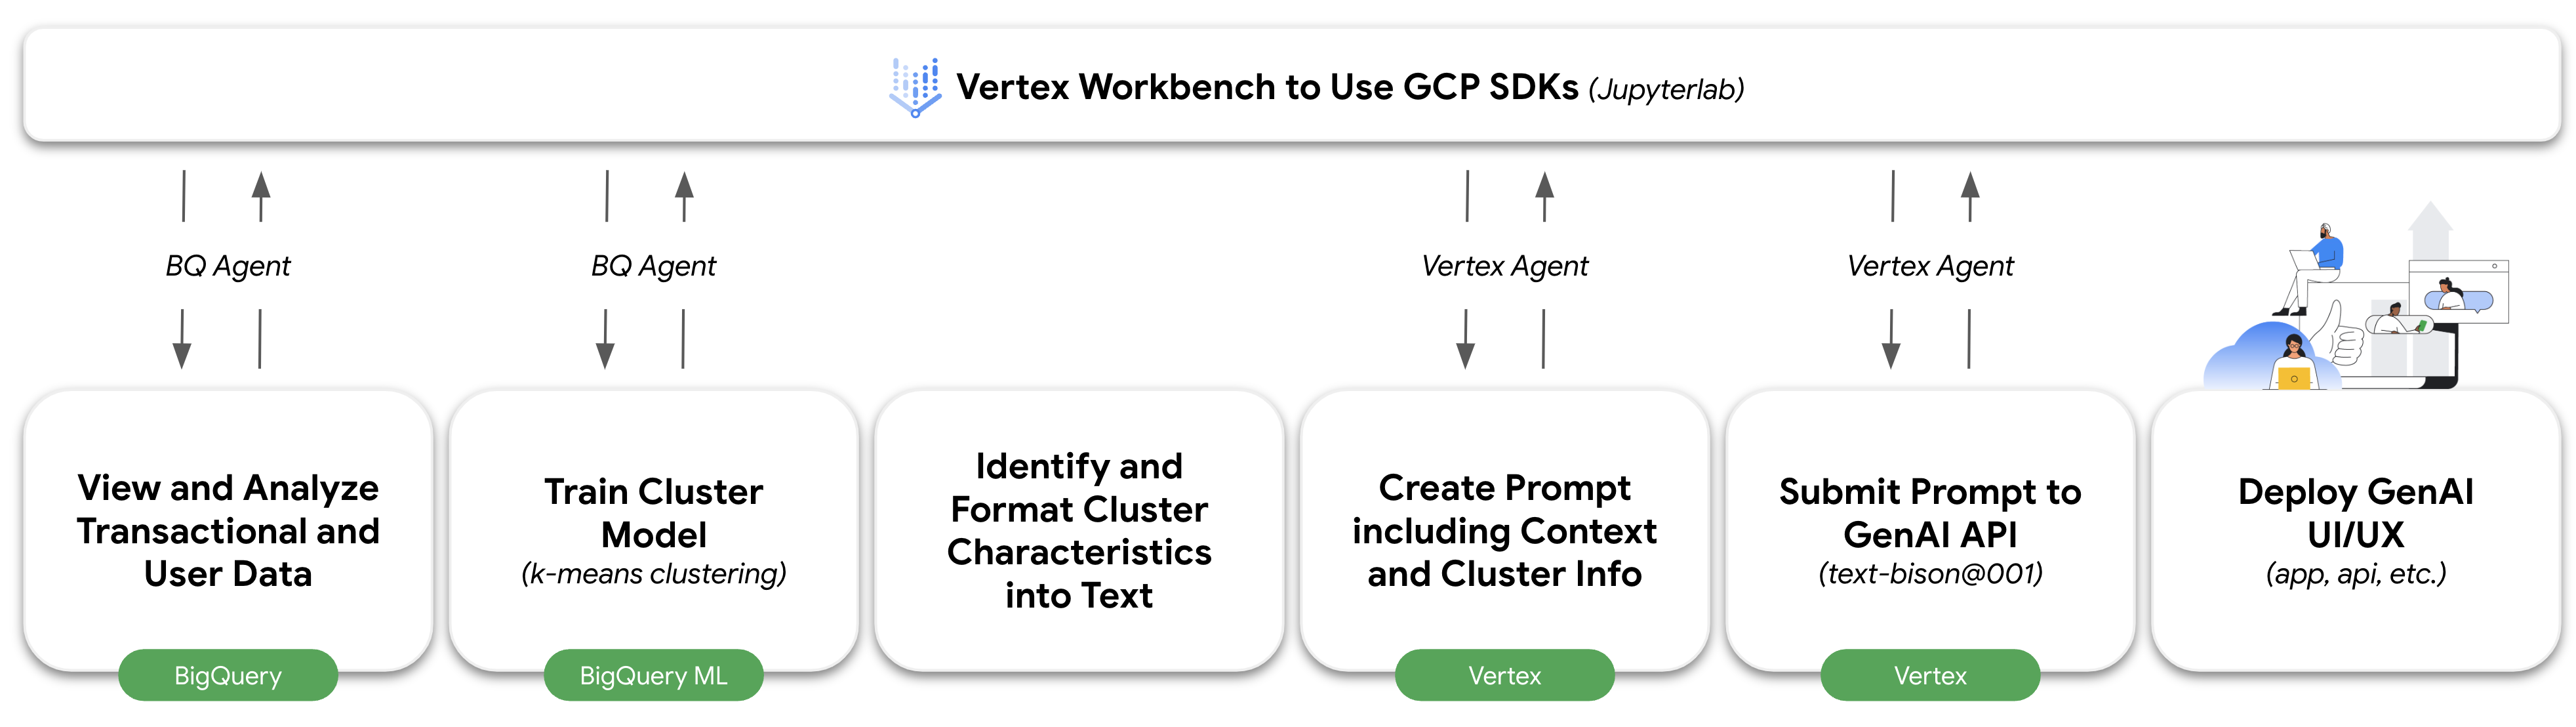 Vertex Workbench to Use GCP SDKs (Jupyterlab)
BQ Agent
BQ Agent
Vertex Agent
Vertex Agent
View and Analyze
Transactional and
User Data
BigQuery
Train Cluster
Model
(k-means clustering)
BigQuery ML
Identify and
Format Cluster
Characteristics
into Text
Create Prompt
including Context
and Cluster Info
Vertex
Submit Prompt to
GenAI API
(text-bison@001)
Vertex
Deploy GenAI
UI/UX
(app, api, etc.)